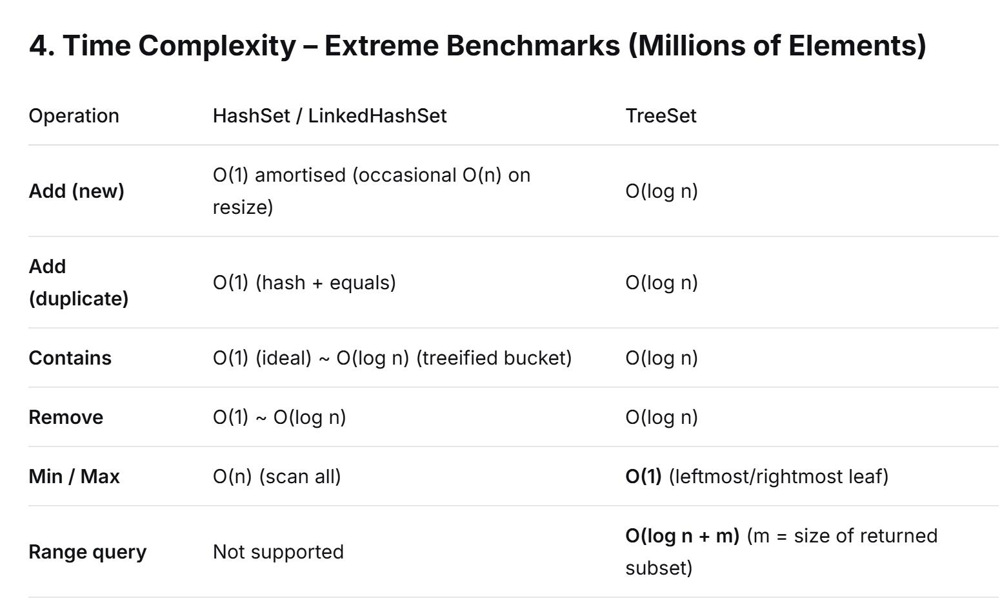 4. Time Complexity – Extreme Benchmarks (Millions of Elements)
Operation HashSet / LinkedHashSet TreeSet
Add (new) O(1) amortised (occasional O(n) on resize) O(log n)
Add (duplicate) O(1) (hash + equals) O(log n)
Contains O(1) (ideal) ~ O(log n) (treeified bucket) O(log n)
Remove O(1) ~ O(log n) O(log n)
Min / Max O(n) (scan all) O(1) (leftmost/rightmost leaf)
Range query Not supported O(log n + m) (m = size of returned subset)